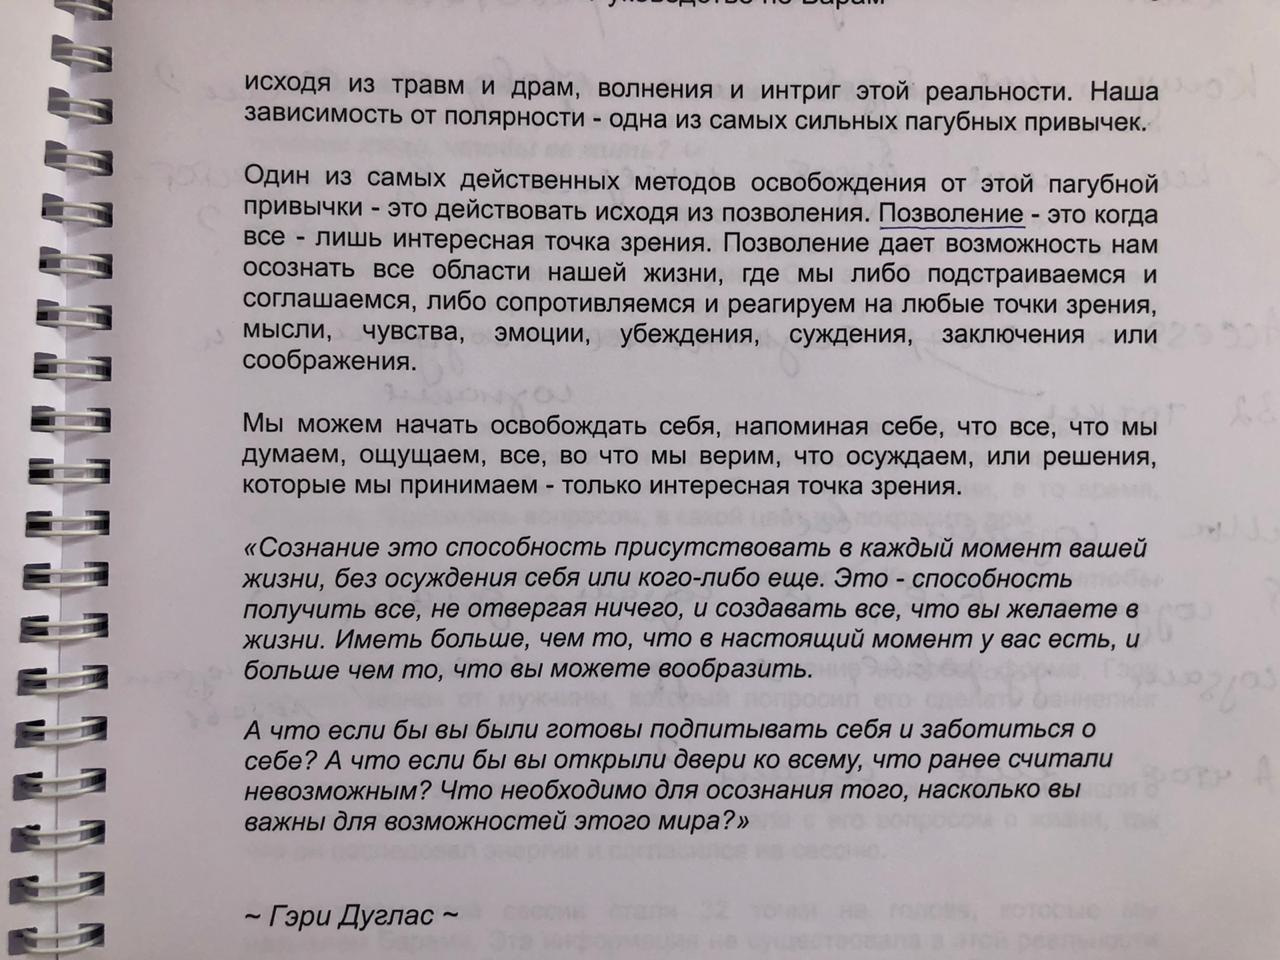 Руководство по Барам
исходя из травм и драм, волнения и интриг этой реальности. Наша
зависимость от полярности - одна из самых сильных пагубных привычек.
Один из самых действенных методов освобождения от этой пагубной
привычки - это действовать исходя из позволения. Позволение - это когда
все - лишь интересная точка зрения. Позволение дает возможность нам
осознать все области нашей жизни, где мы либо подстраиваемся и
соглашаемся, либо сопротивляемся и реагируем на любые точки зрения,
мысли, чувства, эмоции, убеждения, суждения, заключения или
соображения.
Мы можем начать освобождать себя, напоминая себе, что все, что мы
думаем, ощущаем, все, во что мы верим, что осуждаем, или решения,
которые мы принимаем - только интересная точка зрения.
«Сознание это способность присутствовать в каждый момент вашей
жизни, без осуждения себя или кого-либо еще. Это - способность
получить все, не отвергая ничего, и создавать все, что вы желаете в
жизни. Иметь больше, чем то, что в настоящий момент у вас есть, и
больше чем то, что вы можете вообразить.
А что если бы вы были готовы подпитывать себя и заботиться о
себе? А что если бы вы открыли двери ко всему, что ранее считали
невозможным? Что необходимо для осознания того, насколько вы
важны для возможностей этого мира?»
~ Гэри Дуглас ~